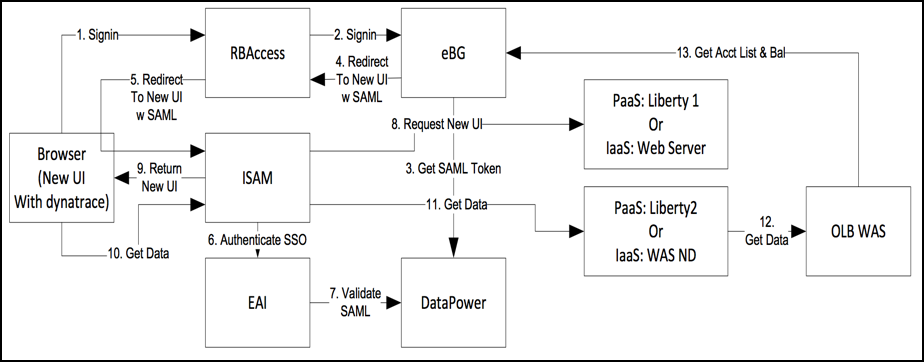 1. Signin
RBAccess
2. Signin
eBG
13. Get Acct List & Bal
5. Redirect
To New UI
w SAML
4. Redirect
To New UI
w SAML
PaaS: Liberty 1
Or
IaaS: Web Server
8. Request New UI
Browser
(New UI
With dynatrace)
9. Return
New UI
ISAM
3. Get SAML Token
11. Get Data
PaaS: Liberty2
Or
IaaS: WAS ND
12.
Get Data
OLB WAS
10. Get Data
6. Authenticate SSO
EAI
7. Validate
SAML
DataPower